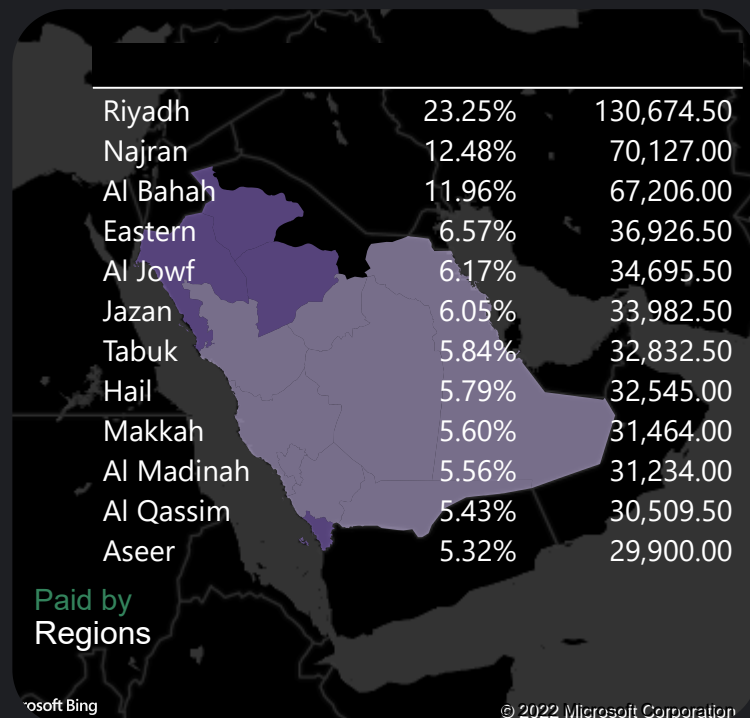 Riyadh 23.25% 130,674.50
Najran 12.48% 70,127.00
Al Bahah 11.96% 67,206.00
Eastern 6.57% 36,926.50
Al Jowf 6.17% 34,695.50
Jazan 6.05% 33,982.50
Tabuk 5.84% 32,832.50
Hail 5.79% 32,545.00
Makkah 5.60% 31,464.00
Al Madinah 5.56% 31,234.00
Al Qassim 5.43% 30,509.50
Aseer 5.32% 29,900.00
Paid by
Regions
rosoft Bing
© 2022 Microsoft Corporation